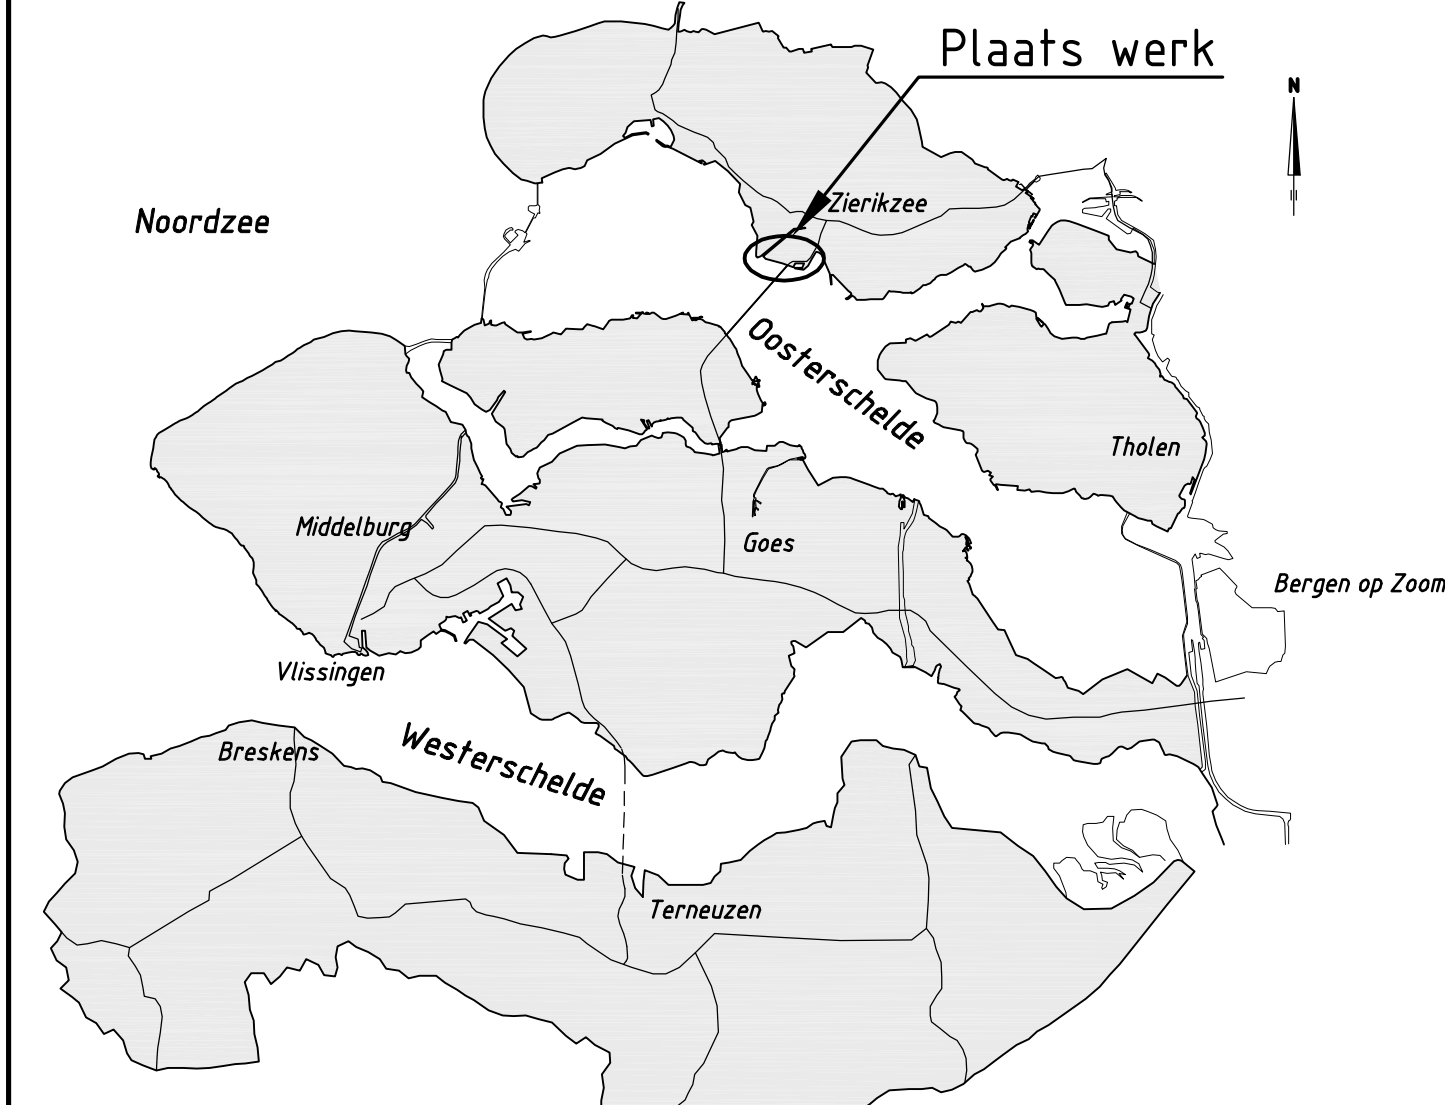 Plaats werk
N
Zierikzee
Noordzee
Oosterschelde
Tholen
Middelburg
Goes
Bergen op Zoom
Vlissingen
Westerschelde
Breskens
Terneuzen